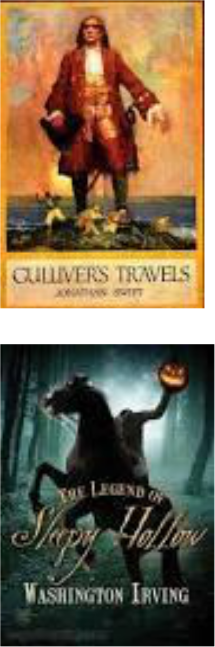 GULLIVER'S TRAVELS
JONATHAN SWIFT
THE LEGEND OF
Sleepy Hollow
WASHINGTON IRVING